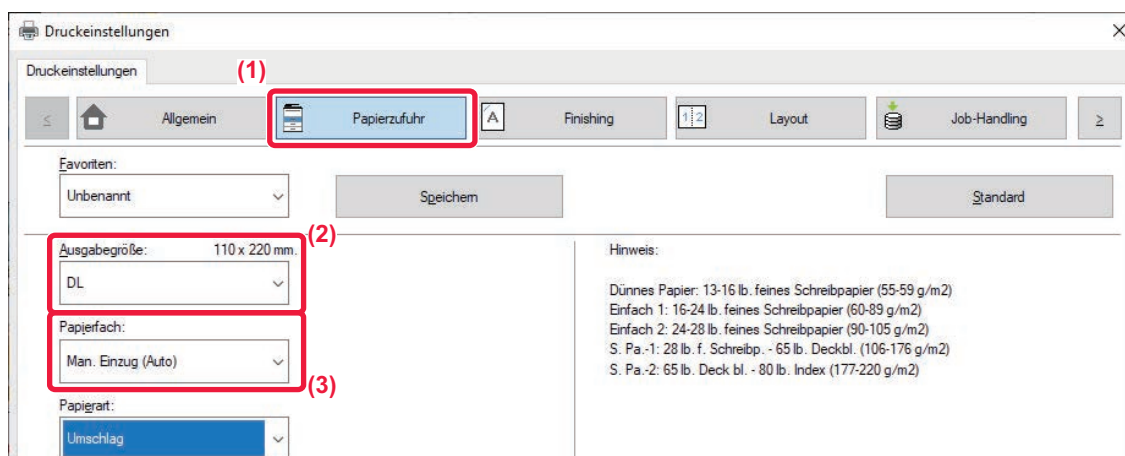 Druckeinstellungen
Druckeinstellungen
(1)
<
Allgemein
Papierzufuhr
A
Finishing
1 2
Layout
Job-Handling
>
Favoriten:
Unbenannt
Speichern
Standard
Ausgabegröße: 110 x 220 mm.
(2)
DL
Papierfach:
Man. Einzug (Auto)
(3)
Papierart:
Umschlag
Hinweis:
Dünnes Papier: 13-16 lb. feines Schreibpapier (55-59 g/m2)
Einfach 1: 16-24 lb. feines Schreibpapier (60-89 g/m2)
Einfach 2: 24-28 lb. feines Schreibpapier (90-105 g/m2)
S. Pa.-1: 28 lb. f. Schreibp. - 65 lb. Deckbl. (106-176 g/m2)
S. Pa.-2: 65 lb. Deck bl. - 80 lb. Index (177-220 g/m2)